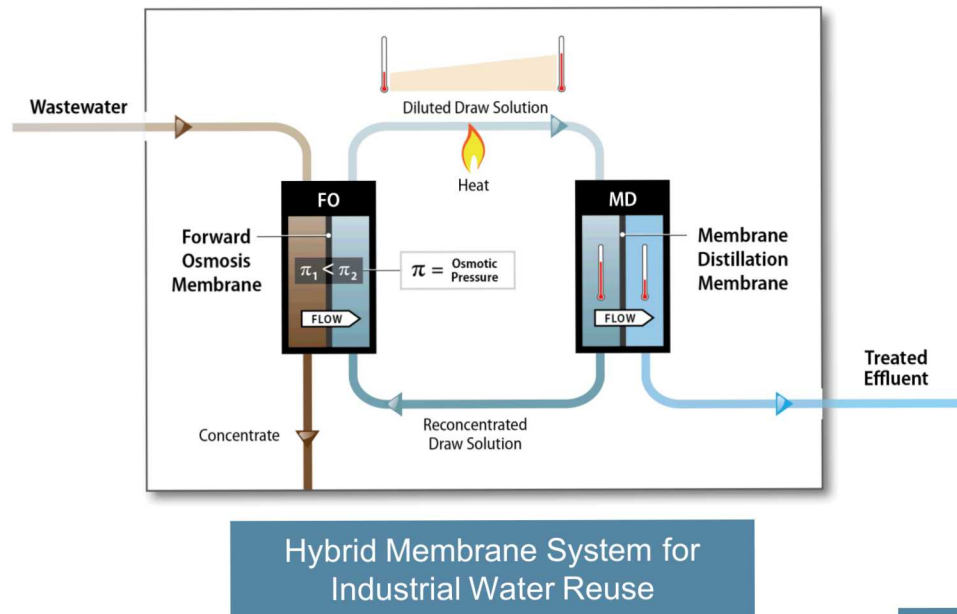 Diluted Draw Solution
Wastewater
Heat
FO
MD
Forward
Osmosis
Membrane
π₁ < π₂
π = Osmotic
Pressure
FLOW
Membrane
Distillation
Membrane
FLOW
Treated
Effluent
Concentrate
Reconcentrated
Draw Solution
Hybrid Membrane System for
Industrial Water Reuse